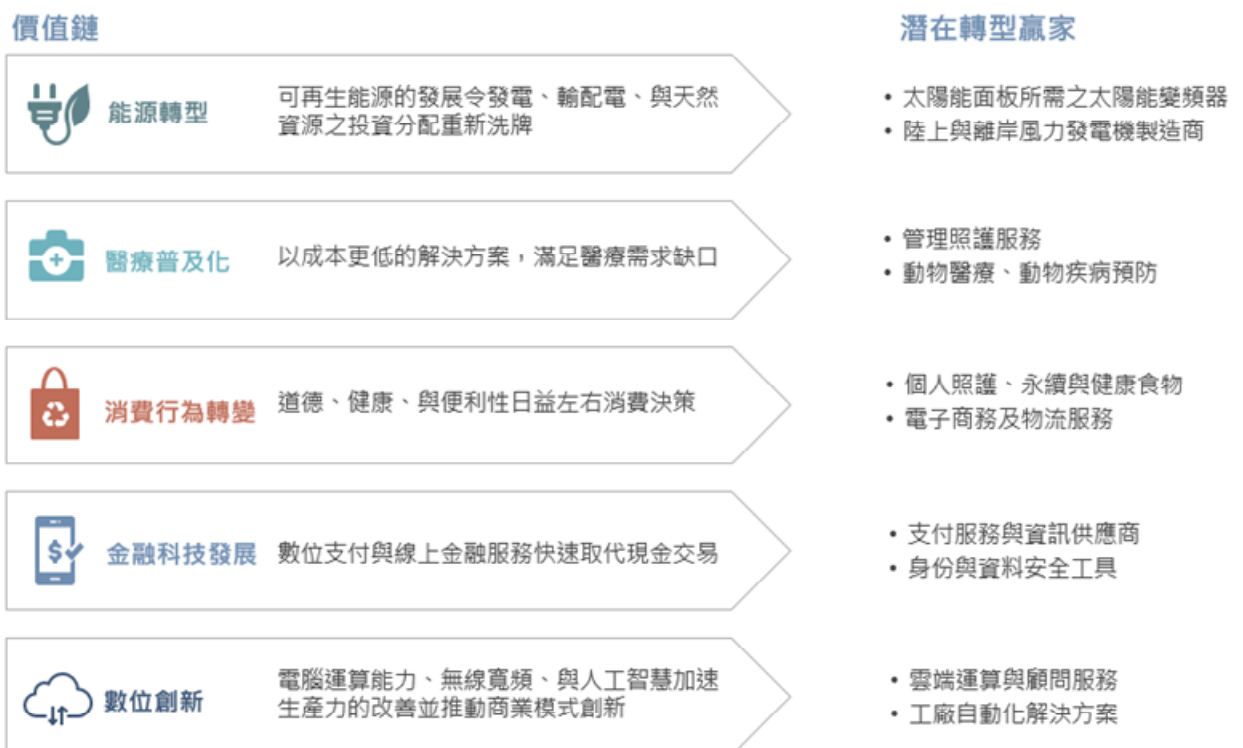 價值鏈
潛在轉型贏家
能源轉型
可再生能源的發展令發電、輸配電、與天然
資源之投資分配重新洗牌
• 太陽能面板所需之太陽能變頻器
• 陸上與離岸風力發電機製造商
醫療普及化
以成本更低的解決方案，滿足醫療需求缺口
• 管理照護服務
• 動物醫療、動物疾病預防
消費行為轉變
道德、健康、與便利性日益左右消費決策
• 個人照護、永續與健康食物
• 電子商務及物流服務
$
金融科技發展
數位支付與線上金融服務快速取代現金交易
• 支付服務與資訊供應商
• 身份與資料安全工具
數位創新
電腦運算能力、無線寬頻、與人工智慧加速
生產力的改善並推動商業模式創新
• 雲端運算與顧問服務
• 工廠自動化解決方案